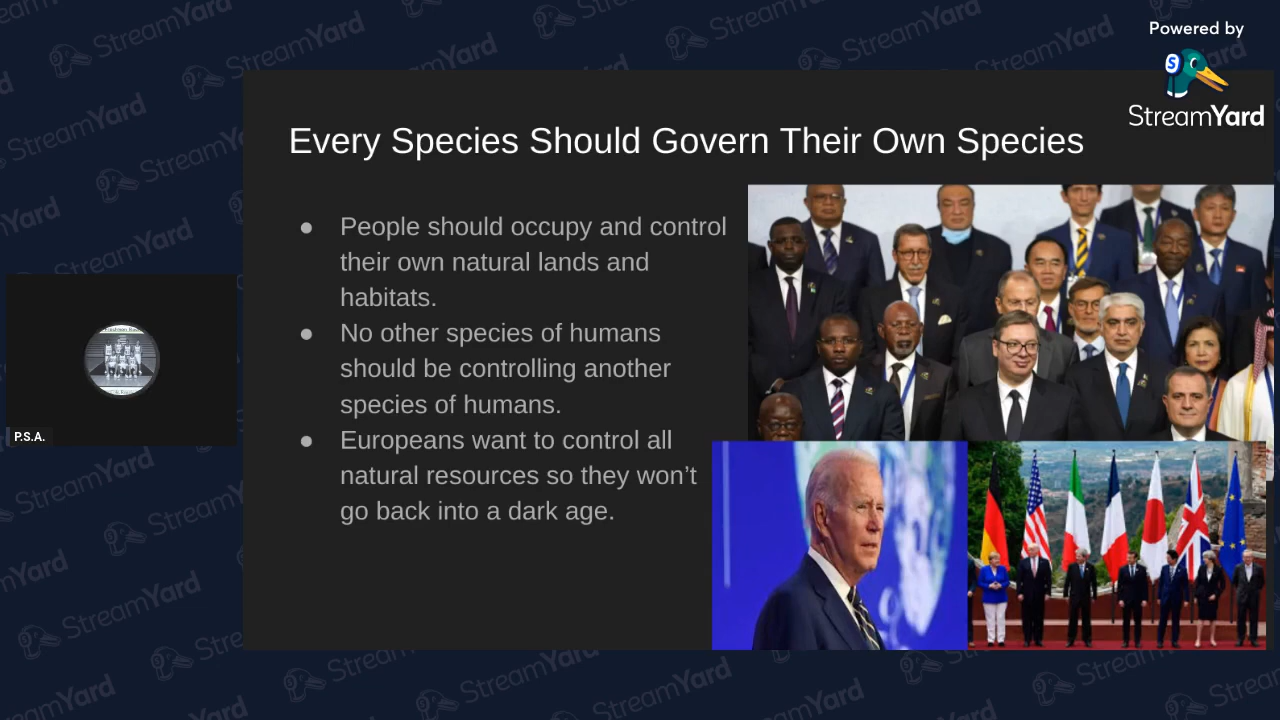 Powered by
StreamYard
Every Species Should Govern Their Own Species
● People should occupy and control
their own natural lands and
habitats.
● No other species of humans
should be controlling another
species of humans.
● Europeans want to control all
natural resources so they won’t
go back into a dark age.
P.S.A.